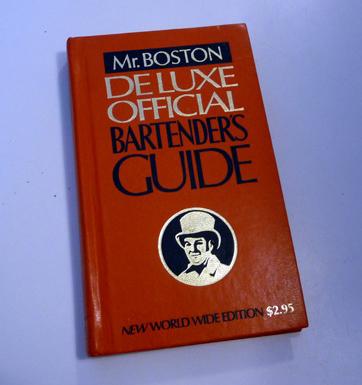 Mr. BOSTON
DE LUXE
OFFICIAL
BARTENDER'S
GUIDE
NEW WORLD WIDE EDITION $2.95